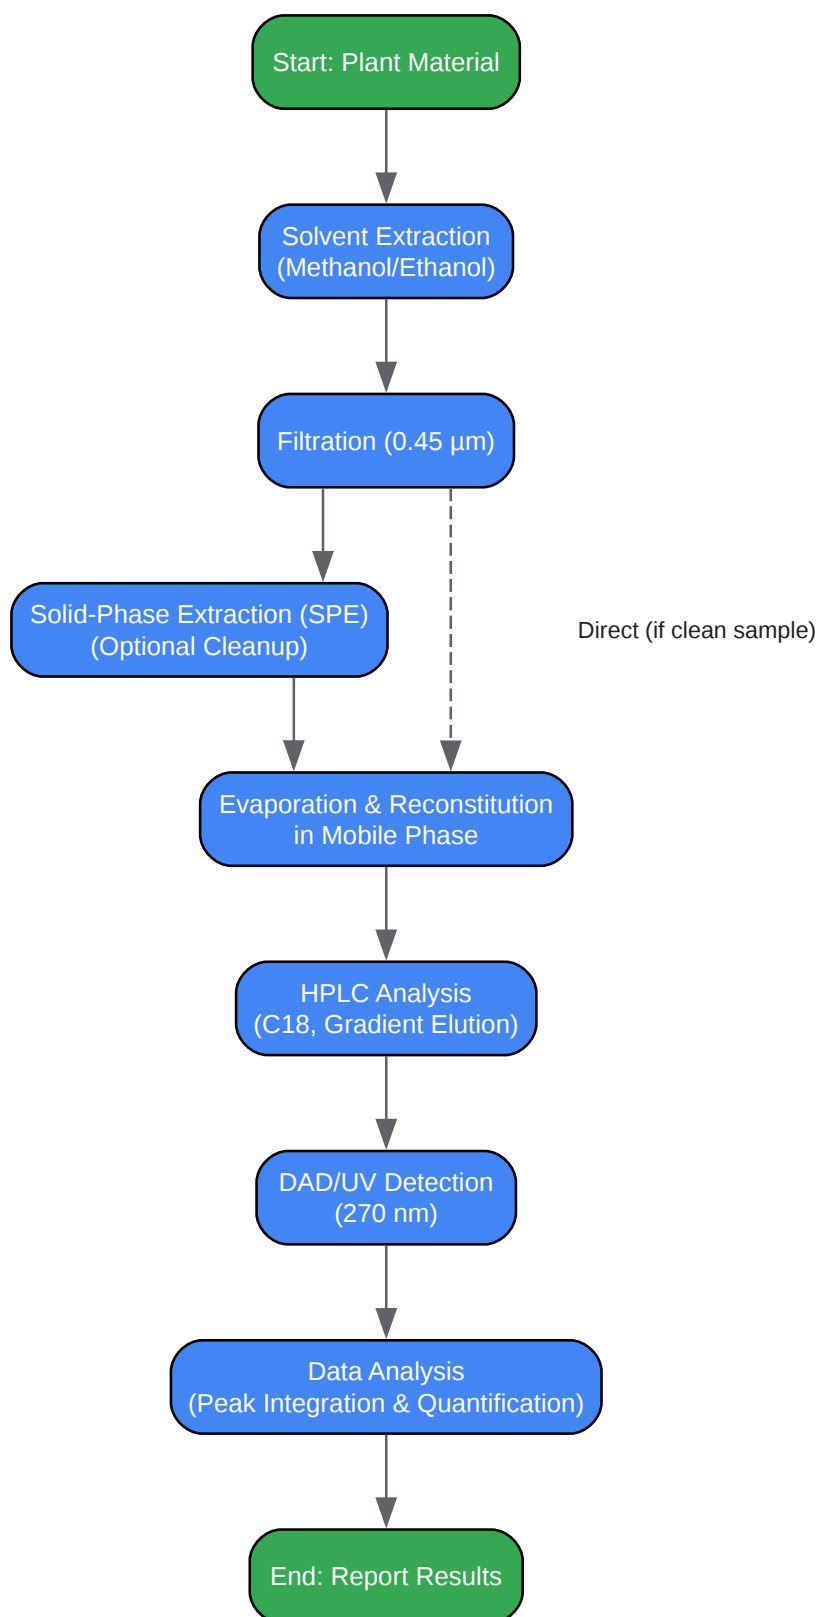 Start: Plant Material
Solvent Extraction
(Methanol/Ethanol)
Filtration (0.45 µm)
Solid-Phase Extraction (SPE)
(Optional Cleanup)
Direct (if clean sample)
Evaporation & Reconstitution
in Mobile Phase
HPLC Analysis
(C18, Gradient Elution)
DAD/UV Detection
(270 nm)
Data Analysis
(Peak Integration & Quantification)
End: Report Results